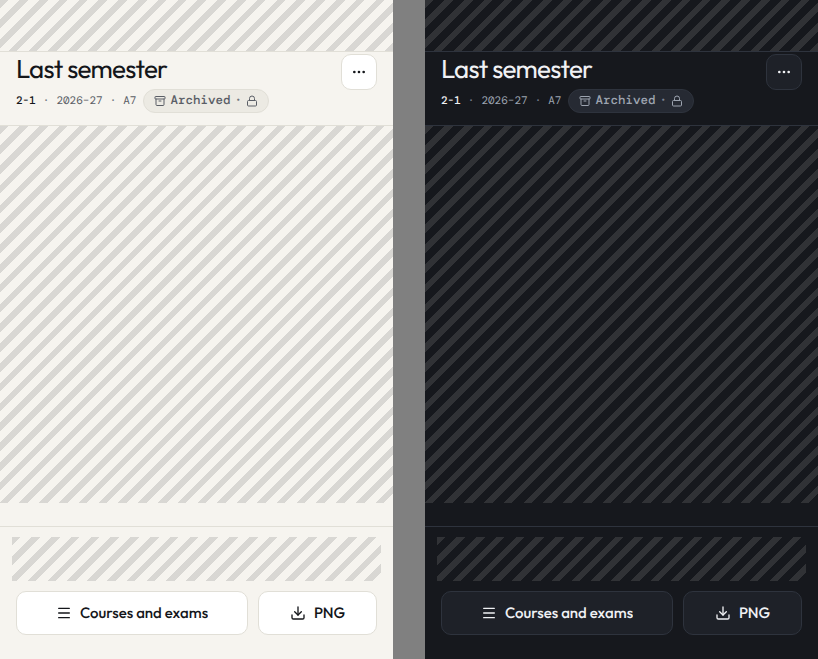 Last semester
2-1 · 2026-27 · A7 Archived ·
Courses and exams PNG
Last semester
2-1 · 2026-27 · A7 Archived ·
Courses and exams PNG